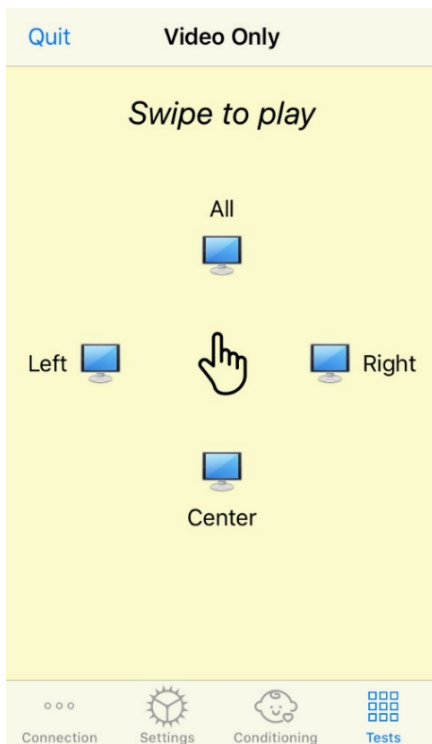 Quit Video Only
Swipe to play
All
Left Right
Center
Connection Settings Conditioning Tests